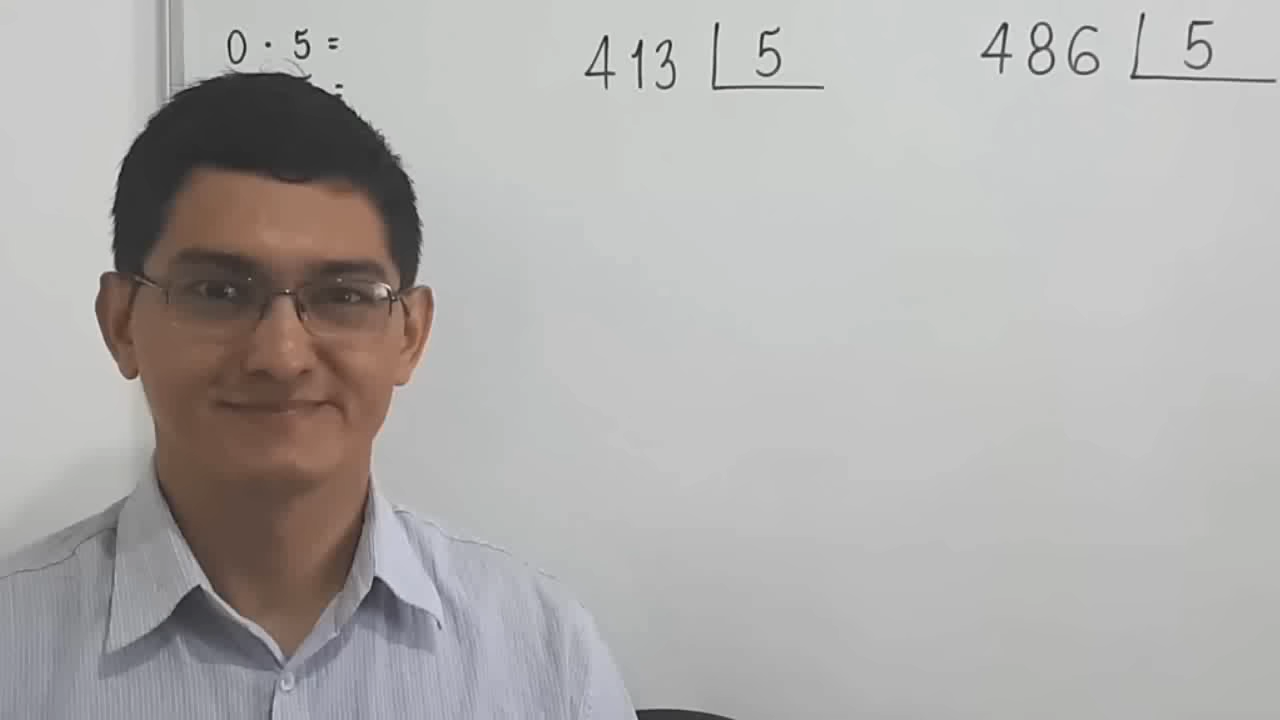 0 · 5 =
=
413 5
486 5